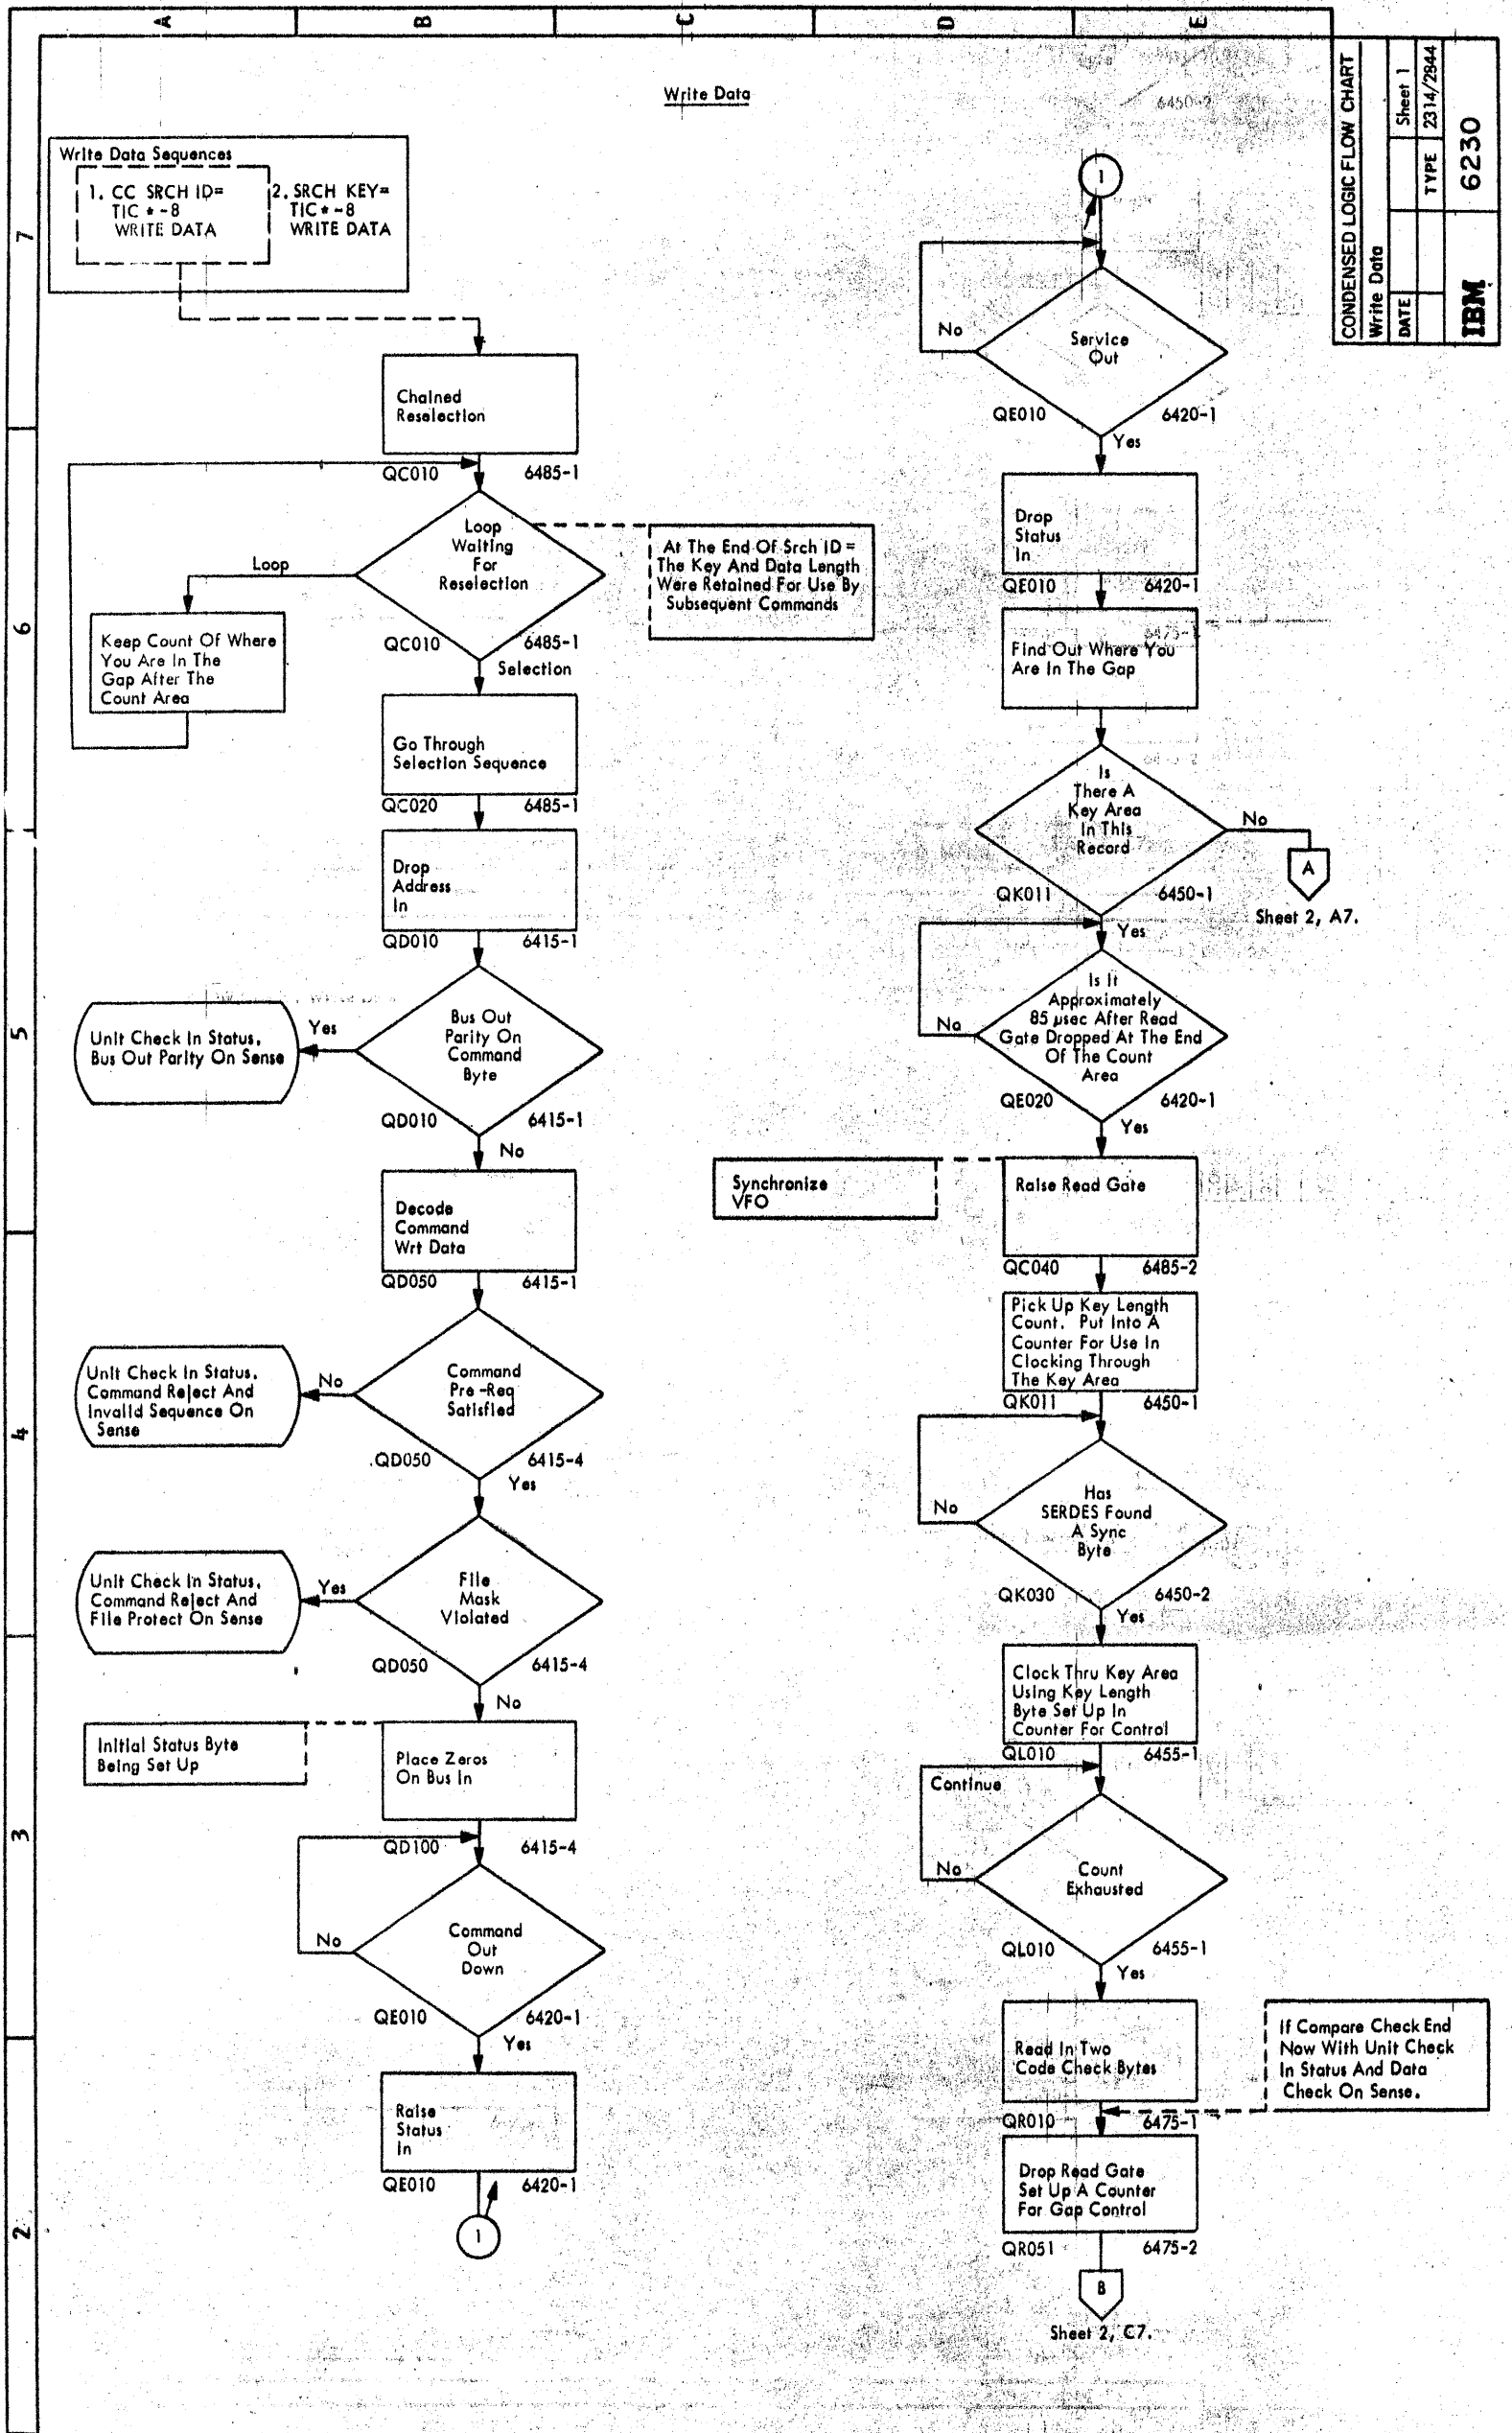 A
B
C
D
E
7
6
5
4
3
2
CONDENSED LOGIC FLOW CHART
Write Data
DATE
Sheet 1
TYPE
2314/2844
IBM
6230
Write Data
6450-2
Write Data Sequences
1. CC SRCH ID=
TIC *-8
WRITE DATA
2. SRCH KEY=
TIC *-8
WRITE DATA
Chained
Reselection
QC010
6485-1
Loop
Waiting
For
Reselection
Loop
QC010
6485-1
Selection
At The End Of Srch ID =
The Key And Data Length
Were Retained For Use By
Subsequent Commands
Keep Count Of Where
You Are In The
Gap After The
Count Area
Go Through
Selection Sequence
QC020
6485-1
Drop
Address
In
QD010
6415-1
Bus Out
Parity On
Command
Byte
Yes
Unit Check In Status.
Bus Out Parity On Sense
QD010
6415-1
No
Decode
Command
Wrt Data
QD050
6415-1
Command
Pre -Req
Satisfied
No
Unit Check In Status.
Command Reject And
Invalid Sequence On
Sense
.QD050
6415-4
Yes
File
Mask
Violated
Yes
Unit Check In Status.
Command Reject And
File Protect On Sense
QD050
6415-4
No
Initial Status Byte
Being Set Up
Place Zeros
On Bus In
QD100
6415-4
Command
Out
Down
No
QE010
6420-1
Yes
Raise
Status
In
QE010
6420-1
1
1
Service
Out
No
QE010
6420-1
Yes
Drop
Status
In
QE010
6420-1
6475-1
Find Out Where You
Are In The Gap
Is
There A
Key Area
In This
Record
No
A
Sheet 2, A7.
QK011
6450-1
Yes
Is It
Approximately
85 μsec After Read
Gate Dropped At The End
Of The Count
Area
No
QE020
6420-1
Yes
Synchronize
VFO
Raise Read Gate
QC040
6485-2
Pick Up Key Length
Count. Put Into A
Counter For Use In
Clocking Through
The Key Area
QK011
6450-1
Has
SERDES Found
A Sync
Byte
No
QK030
6450-2
Yes
Clock Thru Key Area
Using Key Length
Byte Set Up In
Counter For Control
QL010
6455-1
Continue
Count
Exhausted
No
QL010
6455-1
Yes
Read In Two
Code Check Bytes
QR010
6475-1
If Compare Check End
Now With Unit Check
In Status And Data
Check On Sense.
Drop Read Gate
Set Up A Counter
For Gap Control
QR051
6475-2
B
Sheet 2, C7.